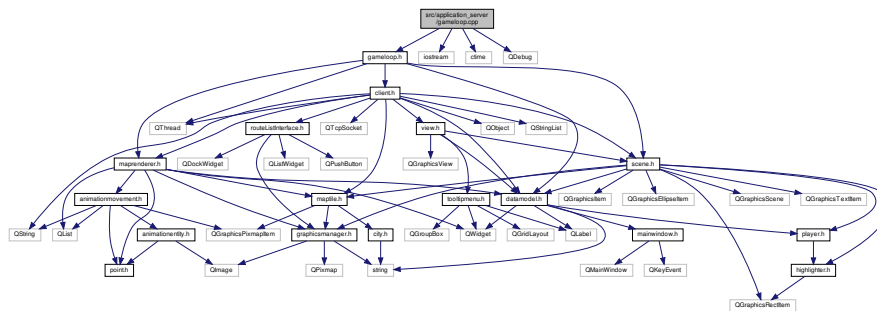 src/application_server
/gameloop.cpp
gameloop.h
iostream
ctime
QDebug
client.h
QThread
routeListInterface.h
QTcpSocket
view.h
QObject
QStringList
maprenderer.h
QDockWidget
QListWidget
QPushButton
QGraphicsView
scene.h
animationmovement.h
maptile.h
tooltipmenu.h
datamodel.h
QGraphicsItem
QGraphicsEllipseItem
QGraphicsScene
QGraphicsTextItem
QString
QList
animationentity.h
QGraphicsPixmapItem
graphicsmanager.h
city.h
QGroupBox
QWidget
QGridLayout
QLabel
mainwindow.h
player.h
point.h
QImage
QPixmap
string
QMainWindow
QKeyEvent
highlighter.h
QGraphicsRectItem